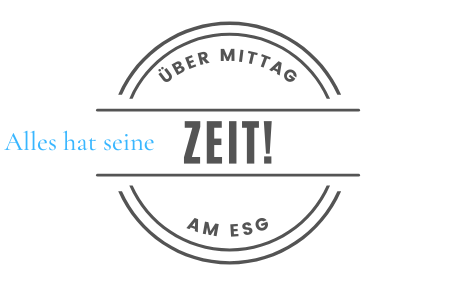 ÜBER MITTAG
Alles hat seine ZEIT!
AM ESG